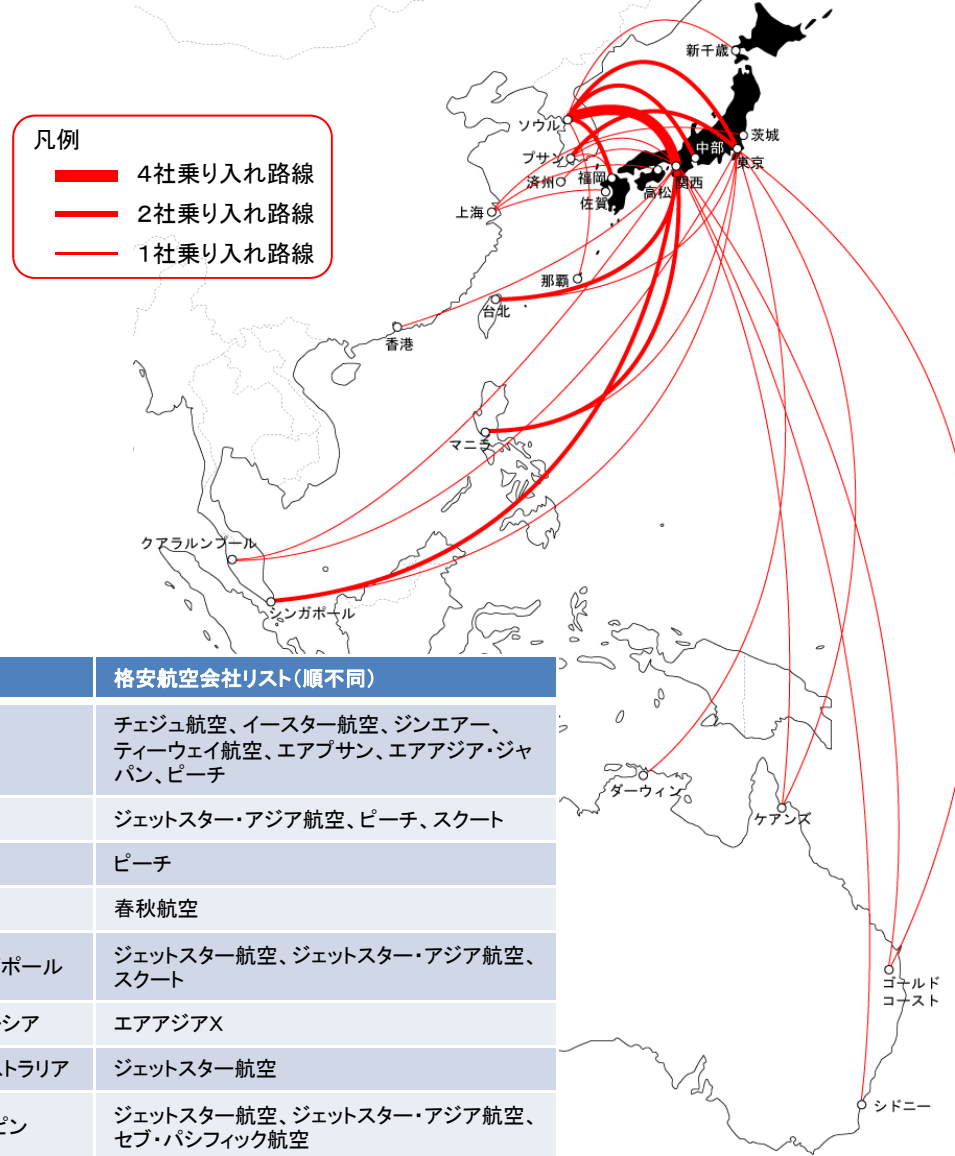 新千歳
ソウル
茨城
中部
東京
プサン
済州
福岡
関西
高松
佐賀
上海
那覇
台北
香港
マニラ
クアラルンプール
シンガポール
ダーウィン
ケアンズ
ゴールド
コースト
シドニー
凡例
4社乗り入れ路線
2社乗り入れ路線
1社乗り入れ路線
格安航空会社リスト(順不同)
チェジュ航空、イースター航空、ジンエアー、
ティーウェイ航空、エアプサン、エアアジア・ジャ
パン、ピーチ
ジェットスター・アジア航空、ピーチ、スクート
ピーチ
春秋航空
ポール
ジェットスター航空、ジェットスター・アジア航空、
スクート
シア
エアアジアX
トラリア
ジェットスター航空
ピン
ジェットスター航空、ジェットスター・アジア航空、
セブ・パシフィック航空